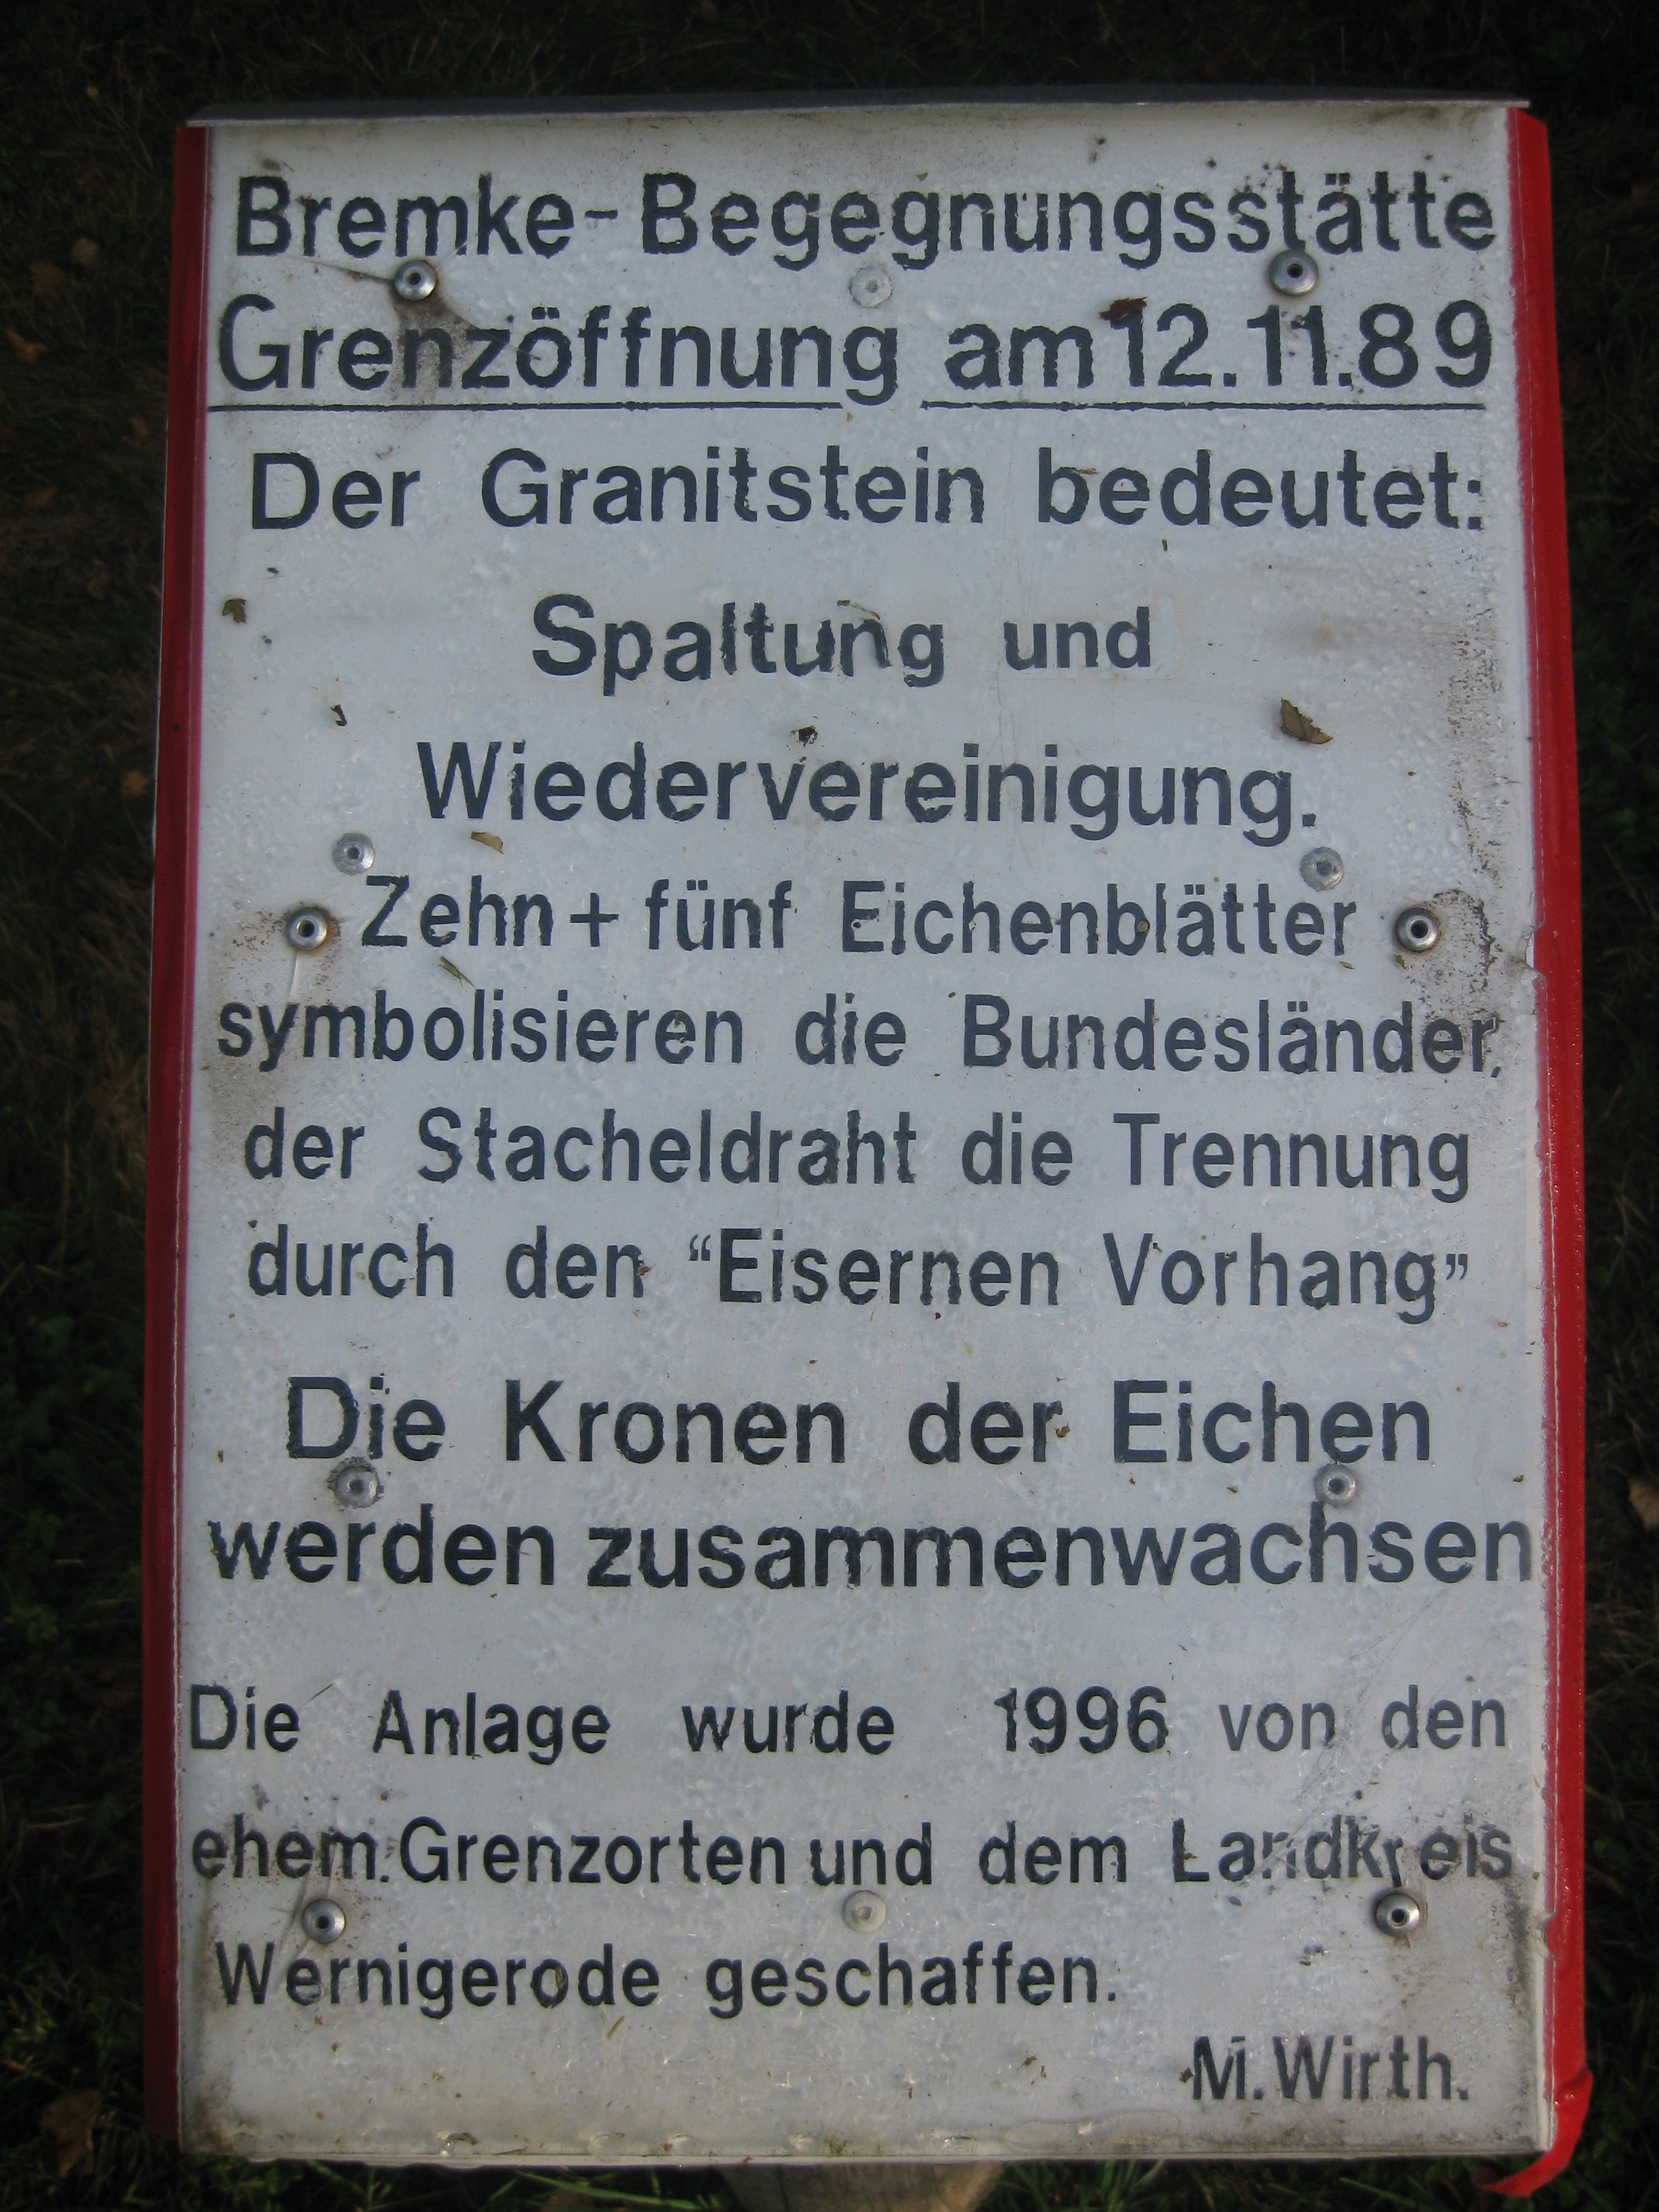 Bremke-Begegnungsstätte
Grenzöffnung am 12.11.89
Der Granitstein bedeutet:
Spaltung und
Wiedervereinigung.
Zehn + fünf Eichenblätter
symbolisieren die Bundesländer,
der Stacheldraht die Trennung
durch den “Eisernen Vorhang”
Die Kronen der Eichen
werden zusammenwachsen
Die Anlage wurde 1996 von den
ehem. Grenzorten und dem Landkreis
Wernigerode geschaffen.
M. Wirth.